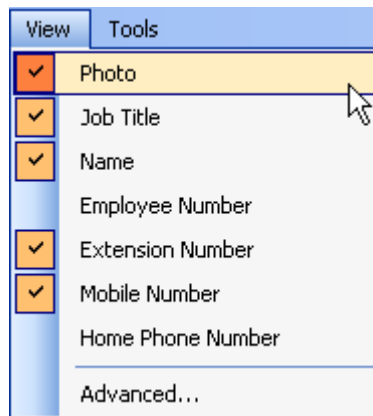 View Tools
Photo
Job Title
Name
Employee Number
Extension Number
Mobile Number
Home Phone Number
Advanced...